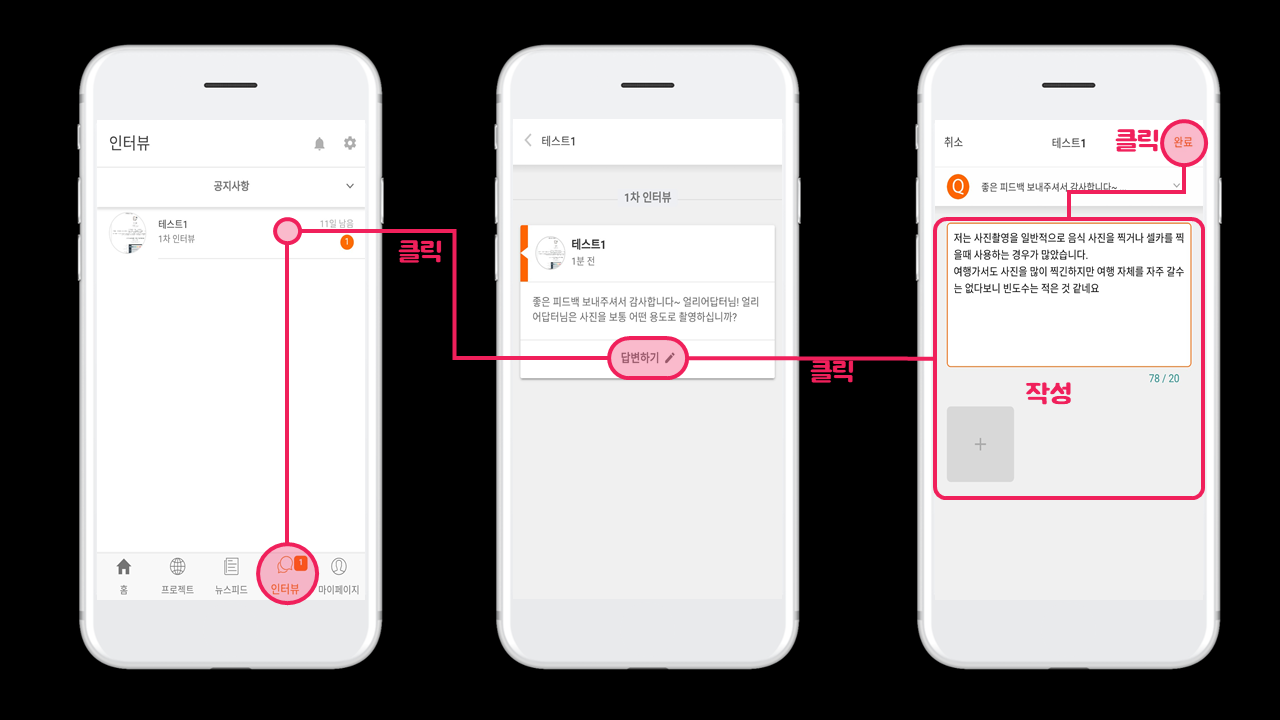 인터뷰
공지사항
테스트1
11일 남음
1차 인터뷰
1
클릭
홈
프로젝트
뉴스피드
1
인터뷰
마이페이지
테스트1
1차 인터뷰
테스트1
1분 전
좋은 피드백 보내주셔서 감사합니다~ 얼리어답터님! 얼리
어답터님은 사진을 보통 어떤 용도로 촬영하십니까?
답변하기
클릭
취소
테스트1
클릭
완료
Q
좋은 피드백 보내주셔서 감사합니다~
저는 사진촬영을 일반적으로 음식 사진을 찍거나 셀카를 찍
을때 사용하는 경우가 많았습니다.
여행가서도 사진을 많이 찍긴하지만 여행 자체를 자주 갈수
는 없다보니 빈도수는 적은 것 같네요
78 / 20
작성
+